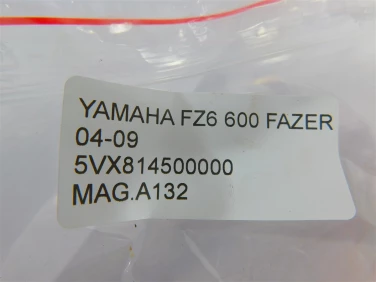 YAMAHA FZ6 600 FAZER
04-09
5VX814500000
MAG.A132